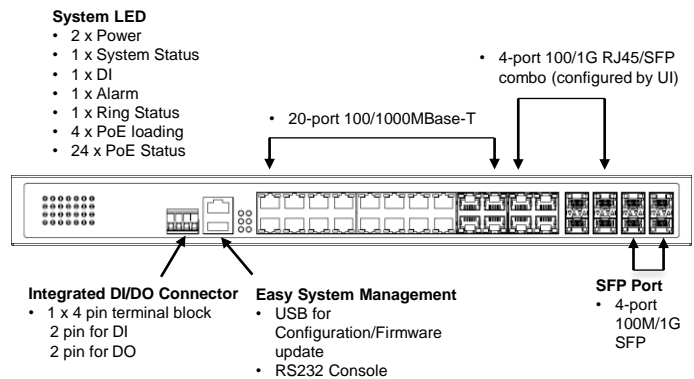 System LED
• 2 x Power
• 1 x System Status
• 1 x DI
• 1 x Alarm
• 1 x Ring Status
• 4 x PoE loading
• 24 x PoE Status
• 20-port 100/1000MBase-T
• 4-port 100/1G RJ45/SFP
combo (configured by UI)
Integrated DI/DO Connector
• 1 x 4 pin terminal block
2 pin for DI
2 pin for DO
Easy System Management
• USB for
Configuration/Firmware
update
• RS232 Console
SFP Port
• 4-port
100M/1G
SFP